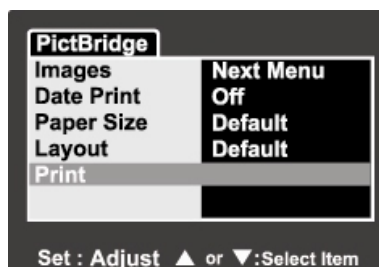 PictBridge
Images Next Menu
Date Print Off
Paper Size Default
Layout Default
Print
Set : Adjust ▲ or ▼:Select Item